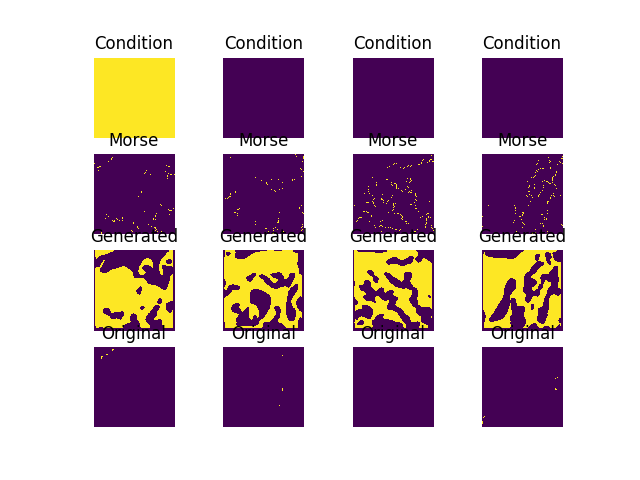 Condition Condition Condition Condition
Morse Morse Morse Morse
Generated Generated Generated Generated
Original Original Original Original